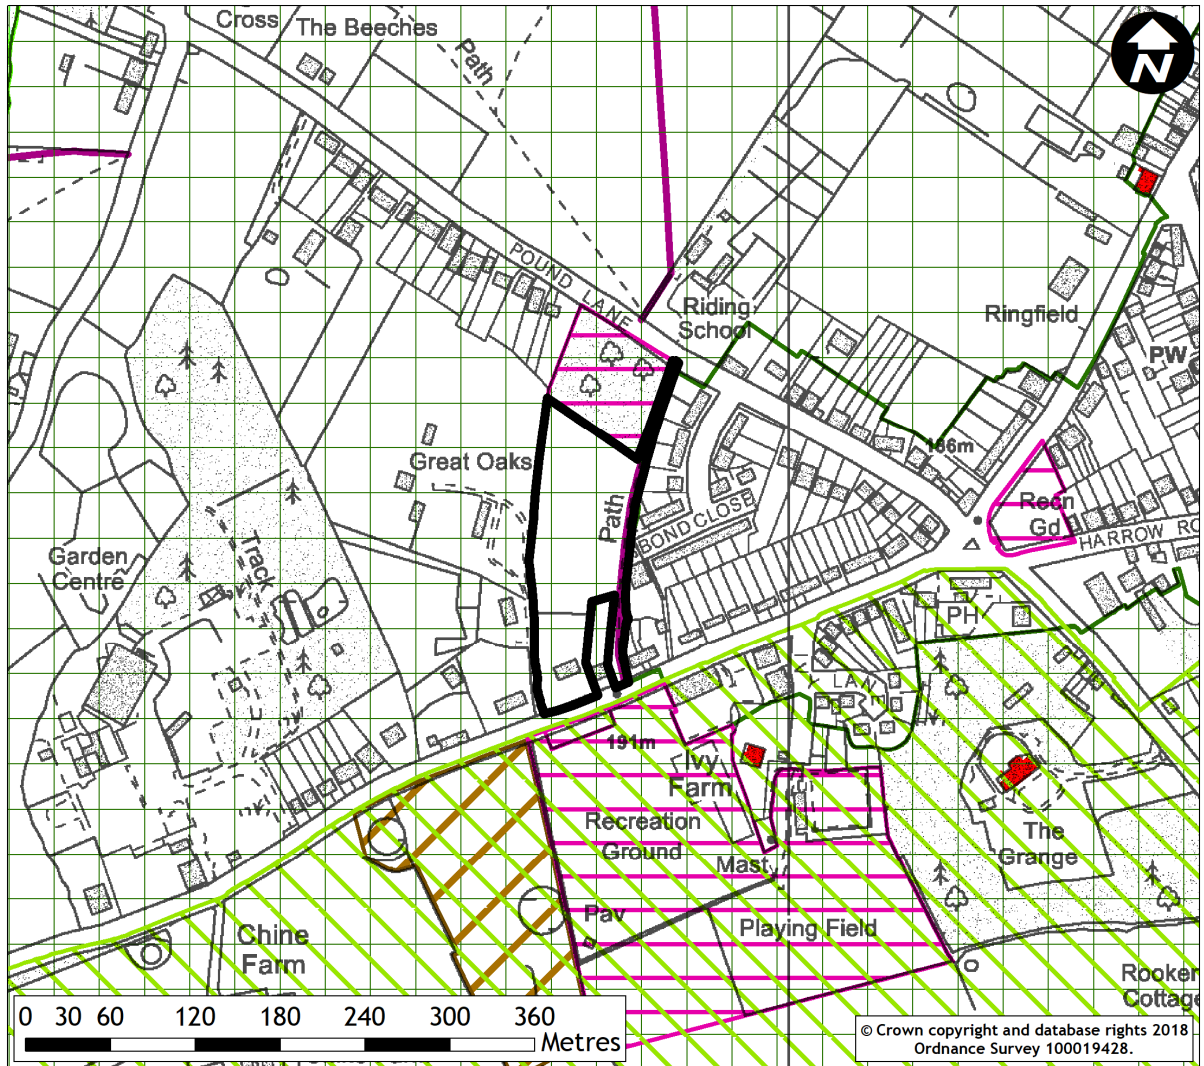 Cross
The Beeches
N
Path
POUND LANE
Riding
School
Ringfield
PW
186m
Great Oaks
Recn
Gd
HARROW RO
Path
BOND CLOSE
Garden
Centre
Track
PH
LAW
191m
Ivy
Farm
Recreation
Ground
Mast
The
Grange
Pav
Playing Field
Chine
Farm
Rooker
Cottage
0 30 60 120 180 240 300 360
Metres
© Crown copyright and database rights 2018
Ordnance Survey 100019428.